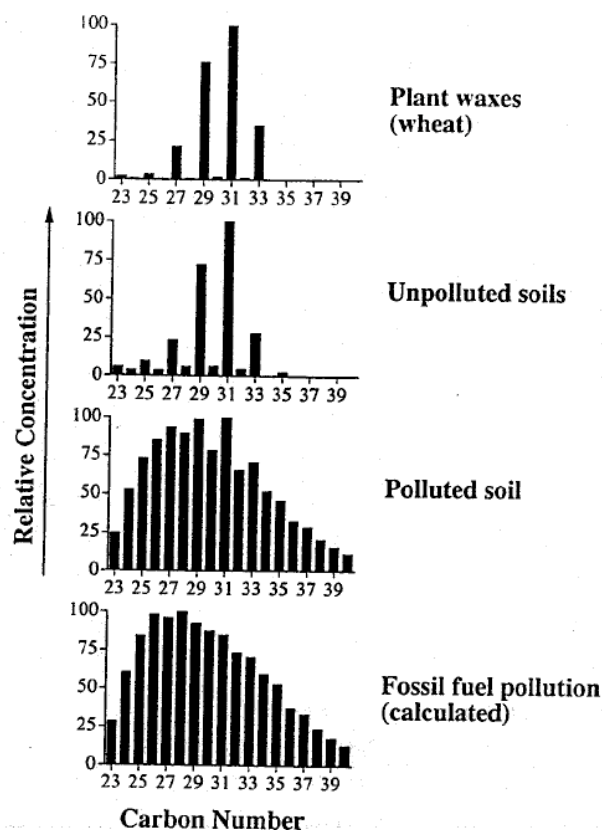 100
75
50
25
0
23 25 27 29 31 33 35 37 39
Plant waxes
(wheat)
100
75
50
25
0
23 25 27 29 31 33 35 37 39
Unpolluted soils
100
75
50
25
0
23 25 27 29 31 33 35 37 39
Polluted soil
100
75
50
25
0
23 25 27 29 31 33 35 37 39
Fossil fuel pollution
(calculated)
Relative Concentration
Carbon Number